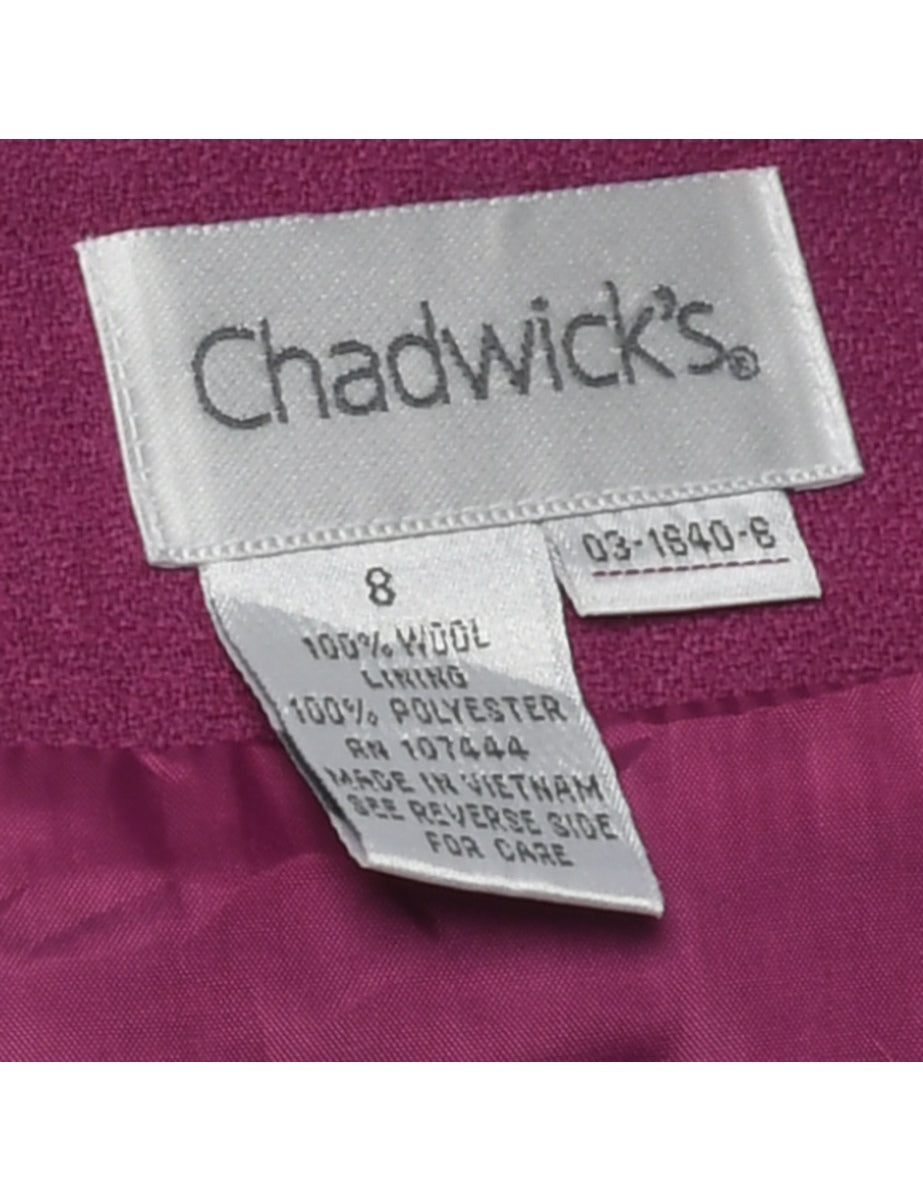 Chadwick's®
03-1640-6
8
100% WOOL
LINING
100% POLYESTER
RN 107444
MADE IN VIETNAM
SEE REVERSE SIDE
FOR CARE